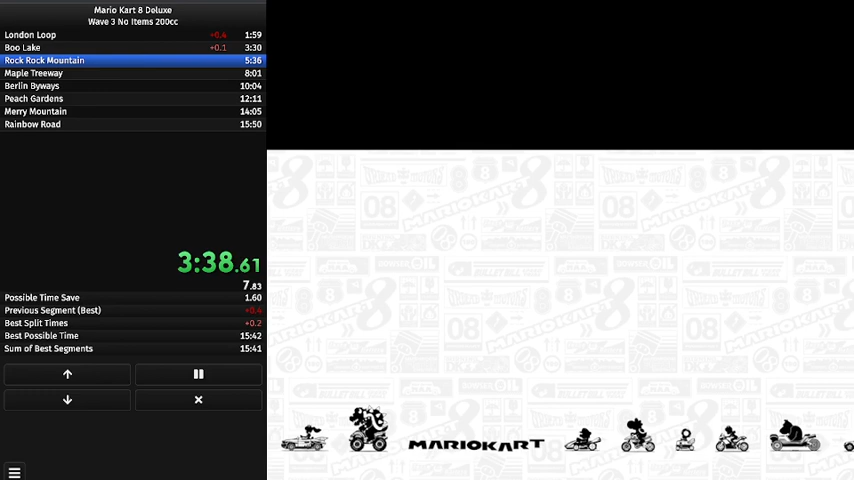 Mario Kart 8 Deluxe
Wave 3 No Items 200cc
London Loop +0.4 1:59
Boo Lake +0.1 3:30
Rock Rock Mountain 5:36
Maple Treeway 8:01
Berlin Byways 10:04
Peach Gardens 12:11
Merry Mountain 14:05
Rainbow Road 15:50
3:38.61
7.83
Possible Time Save 1.60
Previous Segment (Best) +0.4
Best Split Times +0.2
Best Possible Time 15:42
Sum of Best Segments 15:41
MARIOKART